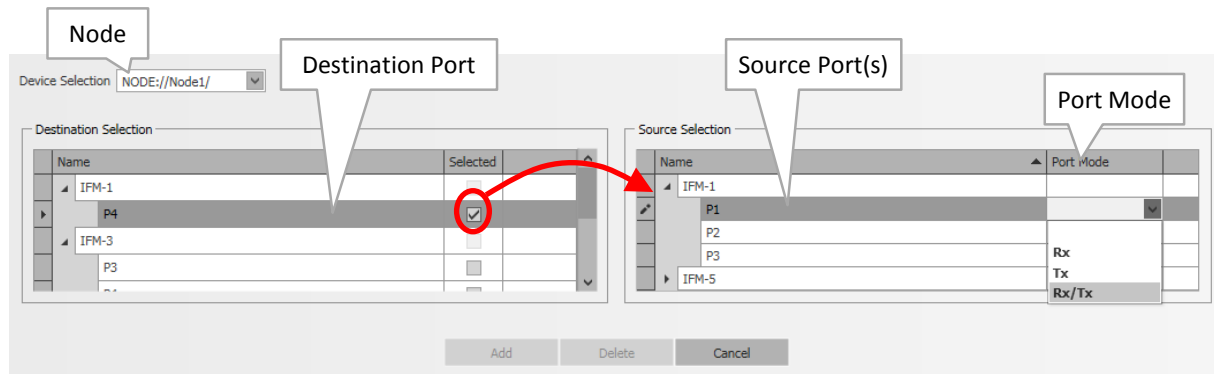 Node
Destination Port
Source Port(s)
Port Mode
Device Selection NODE://Node1/
Destination Selection
Name Selected
IFM-1
P4
IFM-3
P3
Source Selection
Name Port Mode
IFM-1
P1
P2
P3
IFM-5
Rx
Tx
Rx/Tx
Add Delete Cancel